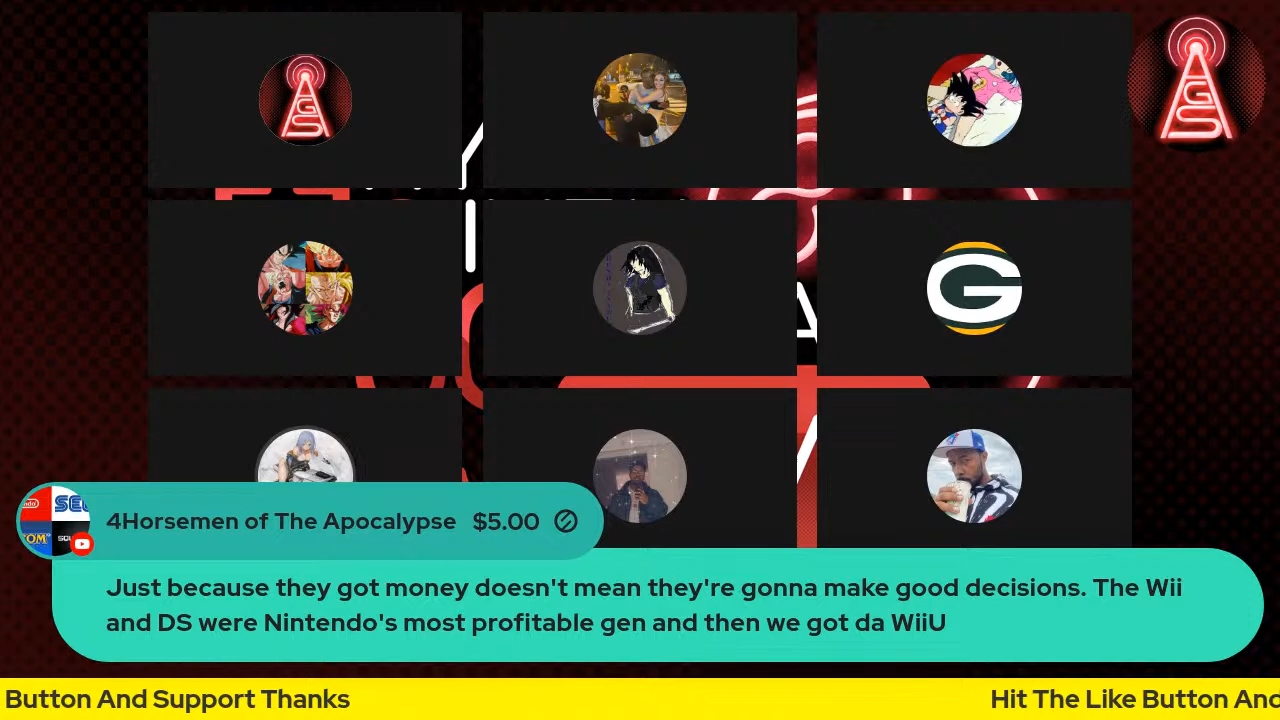 GS
GS
G
4Horsemen of The Apocalypse $5.00
Just because they got money doesn't mean they're gonna make good decisions. The Wii
and DS were Nintendo's most profitable gen and then we got da WiiU
Button And Support Thanks
Hit The Like Button And